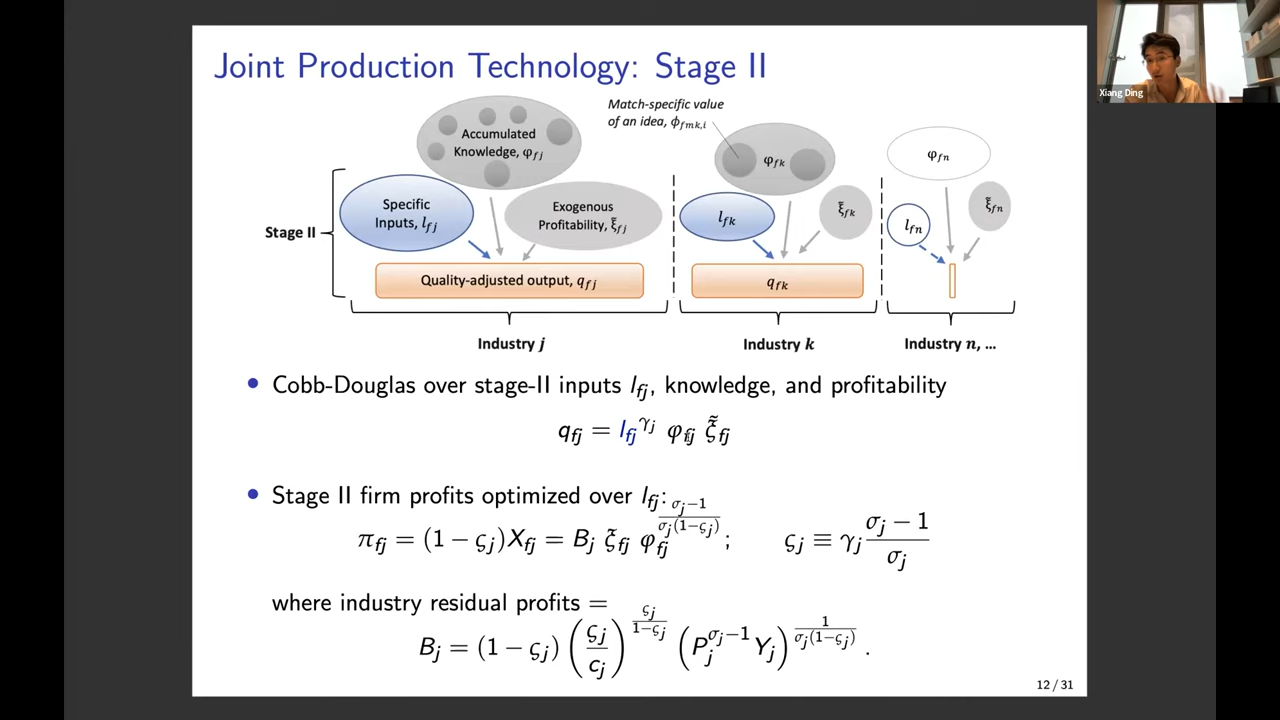 Joint Production Technology: Stage II
Match-specific value
of an idea, ϕ_{fmk,i}
Accumulated
Knowledge, φ_{fj}
φ_{fk}
φ_{fn}
Specific
Inputs, l_{fj}
Exogenous
Profitability, ξ̃_{fj}
l_{fk}
ξ̃_{fk}
l_{fn}
ξ̃_{fn}
Stage II
Quality-adjusted output, q_{fj}
q_{fk}
Industry j
Industry k
Industry n, ...
• Cobb-Douglas over stage-II inputs l_{fj}, knowledge, and profitability
q_{fj} = l_{fj}^{γ_j} φ_{fj} ξ̃_{fj}
• Stage II firm profits optimized over l_{fj}:
π_{fj} = (1 − ς_j)X_{fj} = B_j ξ_{fj} φ_{fj}^{\frac{σ_j−1}{σ_j(1−ς_j)}} ; ς_j ≡ γ_j \frac{σ_j − 1}{σ_j}
where industry residual profits =
B_j = (1 − ς_j) (\frac{ς_j}{c_j})^{\frac{ς_j}{1−ς_j}} (P_j^{σ_j−1} Y_j)^{\frac{1}{σ_j(1−ς_j)}} .
12 / 31
Xiang Ding